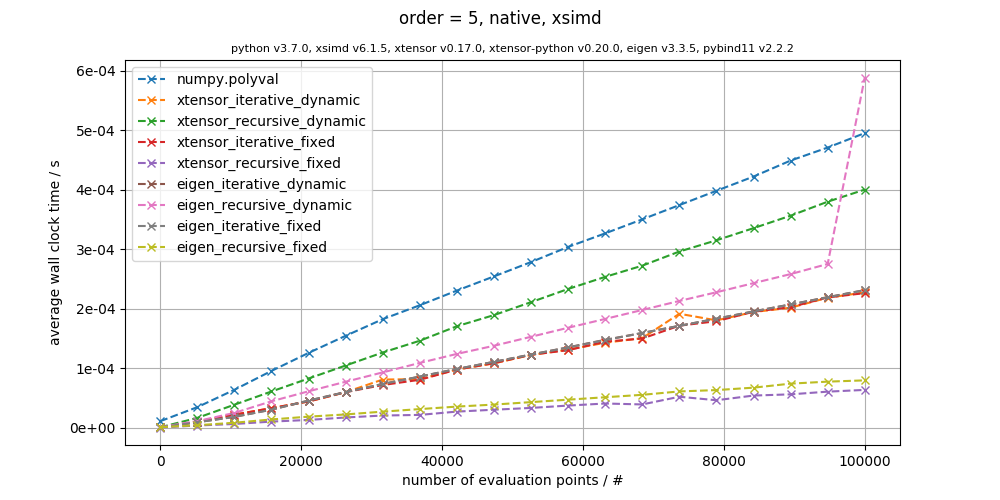 order = 5, native, xsimd
python v3.7.0, xsimd v6.1.5, xtensor v0.17.0, xtensor-python v0.20.0, eigen v3.3.5, pybind11 v2.2.2
numpy.polyval
xtensor_iterative_dynamic
xtensor_recursive_dynamic
xtensor_iterative_fixed
xtensor_recursive_fixed
eigen_iterative_dynamic
eigen_recursive_dynamic
eigen_iterative_fixed
eigen_recursive_fixed
average wall clock time / s
6e-04
5e-04
4e-04
3e-04
2e-04
1e-04
0e+00
0 20000 40000 60000 80000 100000
number of evaluation points / #